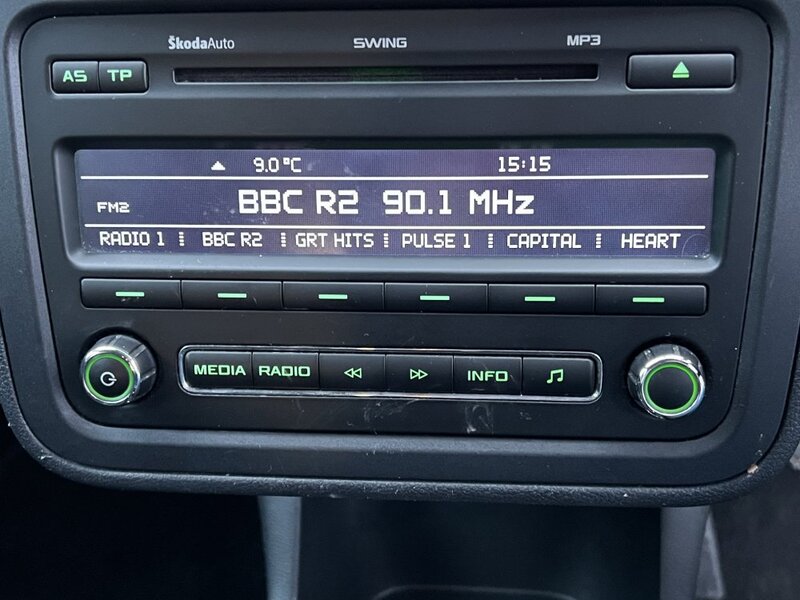 ŠkodaAuto SWING MP3
AS TP
9.0°C 15:15
FM2 BBC R2 90.1 MHz
RADIO 1 BBC R2 GRT HITS PULSE 1 CAPITAL HEART
MEDIA RADIO INFO